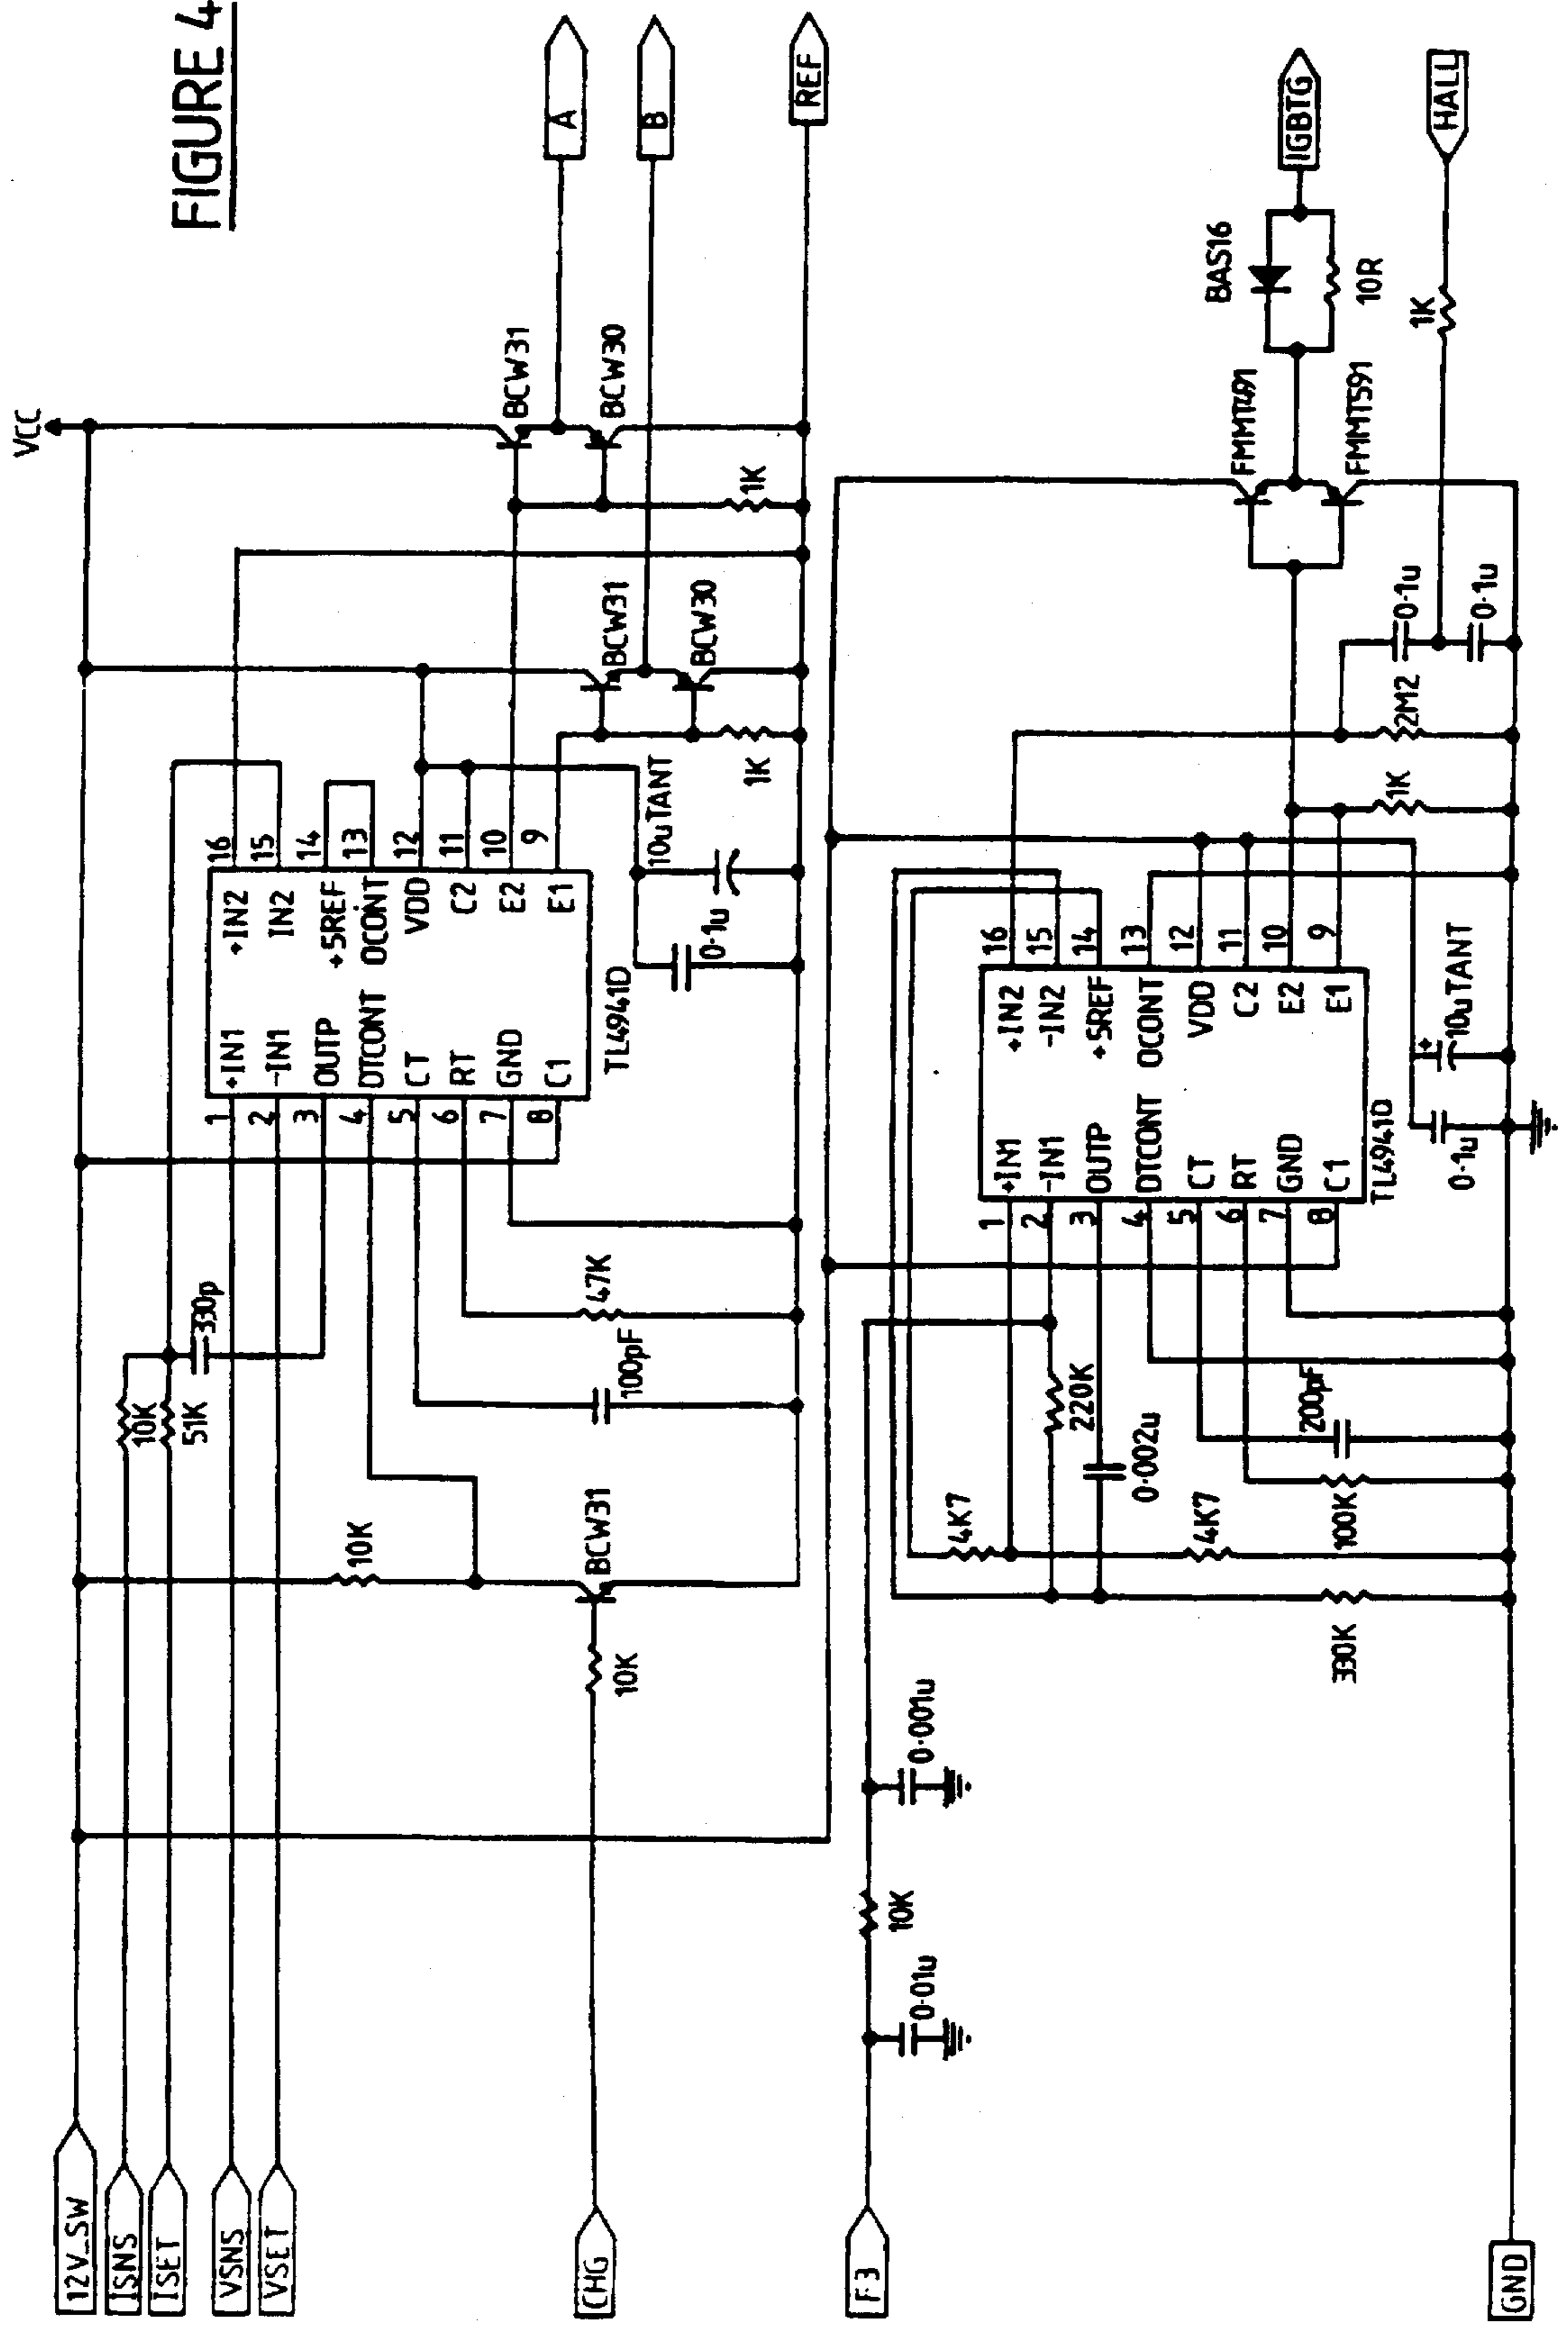 FIGURE 4
VCC
12V_SW
ISNS
ISET
VSNS
VSET
CHG
F3
GND
A
B
REF
IGBTG
HALL
10K
51K
330p
10K
10K
BCW31
100pF
47K
1 +IN1
2 -IN1
3 OUTP
4 DTCONT
5 CT
6 RT
7 GND
8 C1
+IN2 16
IN2 15
+5REF 14
OCONT 13
VDD 12
C2 11
E2 10
E1 9
TL4941D
0·1u
10u TANT
1K
BCW31
BCW30
1K
BCW31
BCW30
0·01u
10K
0·001u
330K
4K7
4K7
220K
0·002u
100K
200pF
1 +IN1
2 -IN1
3 OUTP
4 DTCONT
5 CT
6 RT
7 GND
8 C1
+IN2 16
-IN2 15
+5REF 14
OCONT 13
VDD 12
C2 11
E2 10
E1 9
TL4941D
0·1u
+
10u TANT
1K
2M2
0·1u
0·1u
FMMT491
FMMT591
1K
BAS16
10R